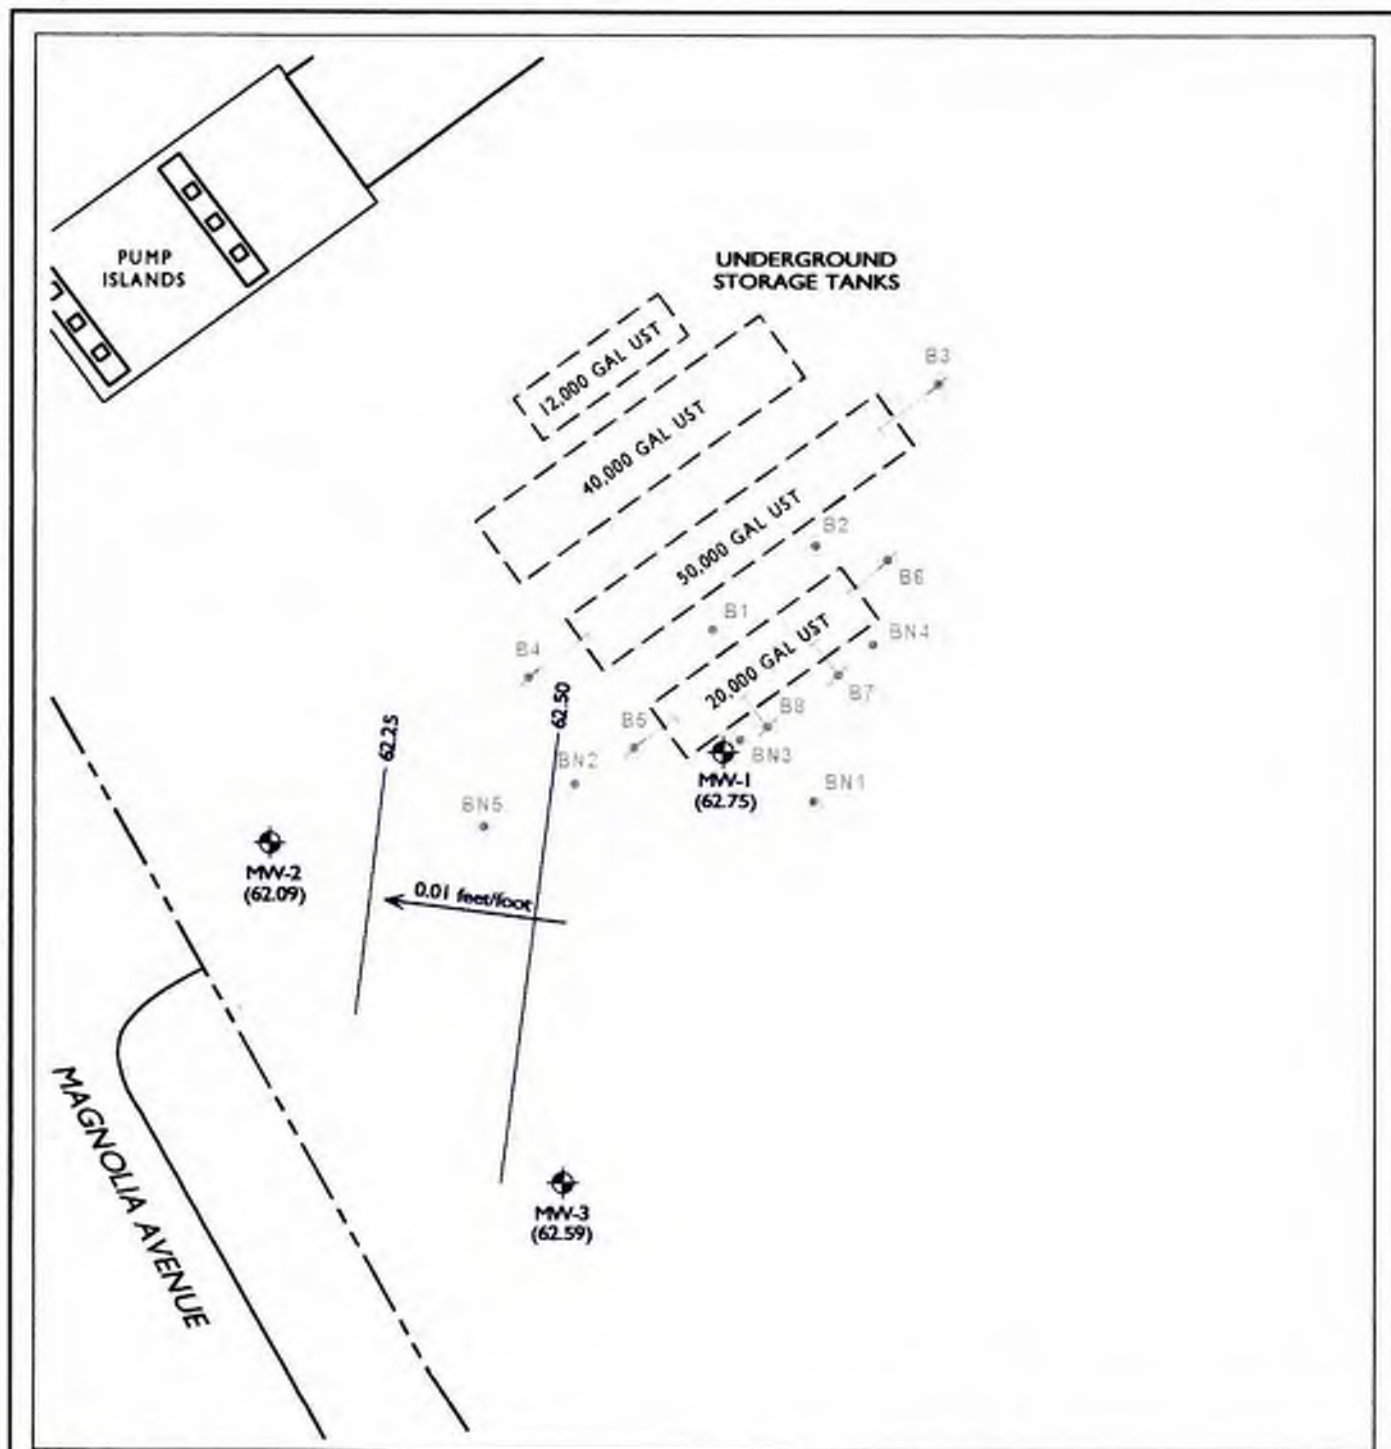 PUMP
ISLANDS
UNDERGROUND
STORAGE TANKS
12,000 GAL UST
40,000 GAL UST
B3
50,000 GAL UST
B2
B6
B1
20,000 GAL UST
BN4
B4
B7
62.50
62.25
B5
B8
BN2
BN3
MW-1
(62.75)
BN1
BN5
MW-2
(62.09)
0.01 feet/foot
MAGNOLIA AVENUE
MW-3
(62.59)